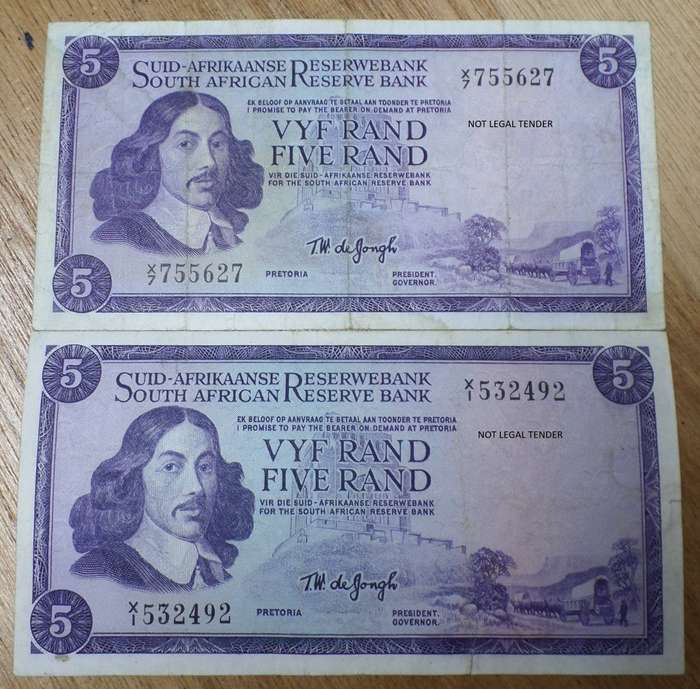 5 5
SUID-AFRIKAANSE RESERWEBANK
SOUTH AFRICAN RESERVE BANK
X/7 755627
EK BELOOF OP AANVRAAG TE BETAAL AAN TOONDER TE PRETORIA
I PROMISE TO PAY THE BEARER ON DEMAND AT PRETORIA
NOT LEGAL TENDER
VYF RAND
FIVE RAND
VIR DIE SUID-AFRIKAANSE RESERWEBANK
FOR THE SOUTH AFRICAN RESERVE BANK
T.W. de Jongh
X/7 755627
PRETORIA
PRESIDENT.
GOVERNOR.
5
5 5
SUID-AFRIKAANSE RESERWEBANK
SOUTH AFRICAN RESERVE BANK
X/1 532492
EK BELOOF OP AANVRAAG TE BETAAL AAN TOONDER TE PRETORIA
I PROMISE TO PAY THE BEARER ON DEMAND AT PRETORIA
NOT LEGAL TENDER
VYF RAND
FIVE RAND
VIR DIE SUID-AFRIKAANSE RESERWEBANK
FOR THE SOUTH AFRICAN RESERVE BANK
T.W. de Jongh
X/1 532492
PRETORIA
PRESIDENT.
GOVERNOR.
5